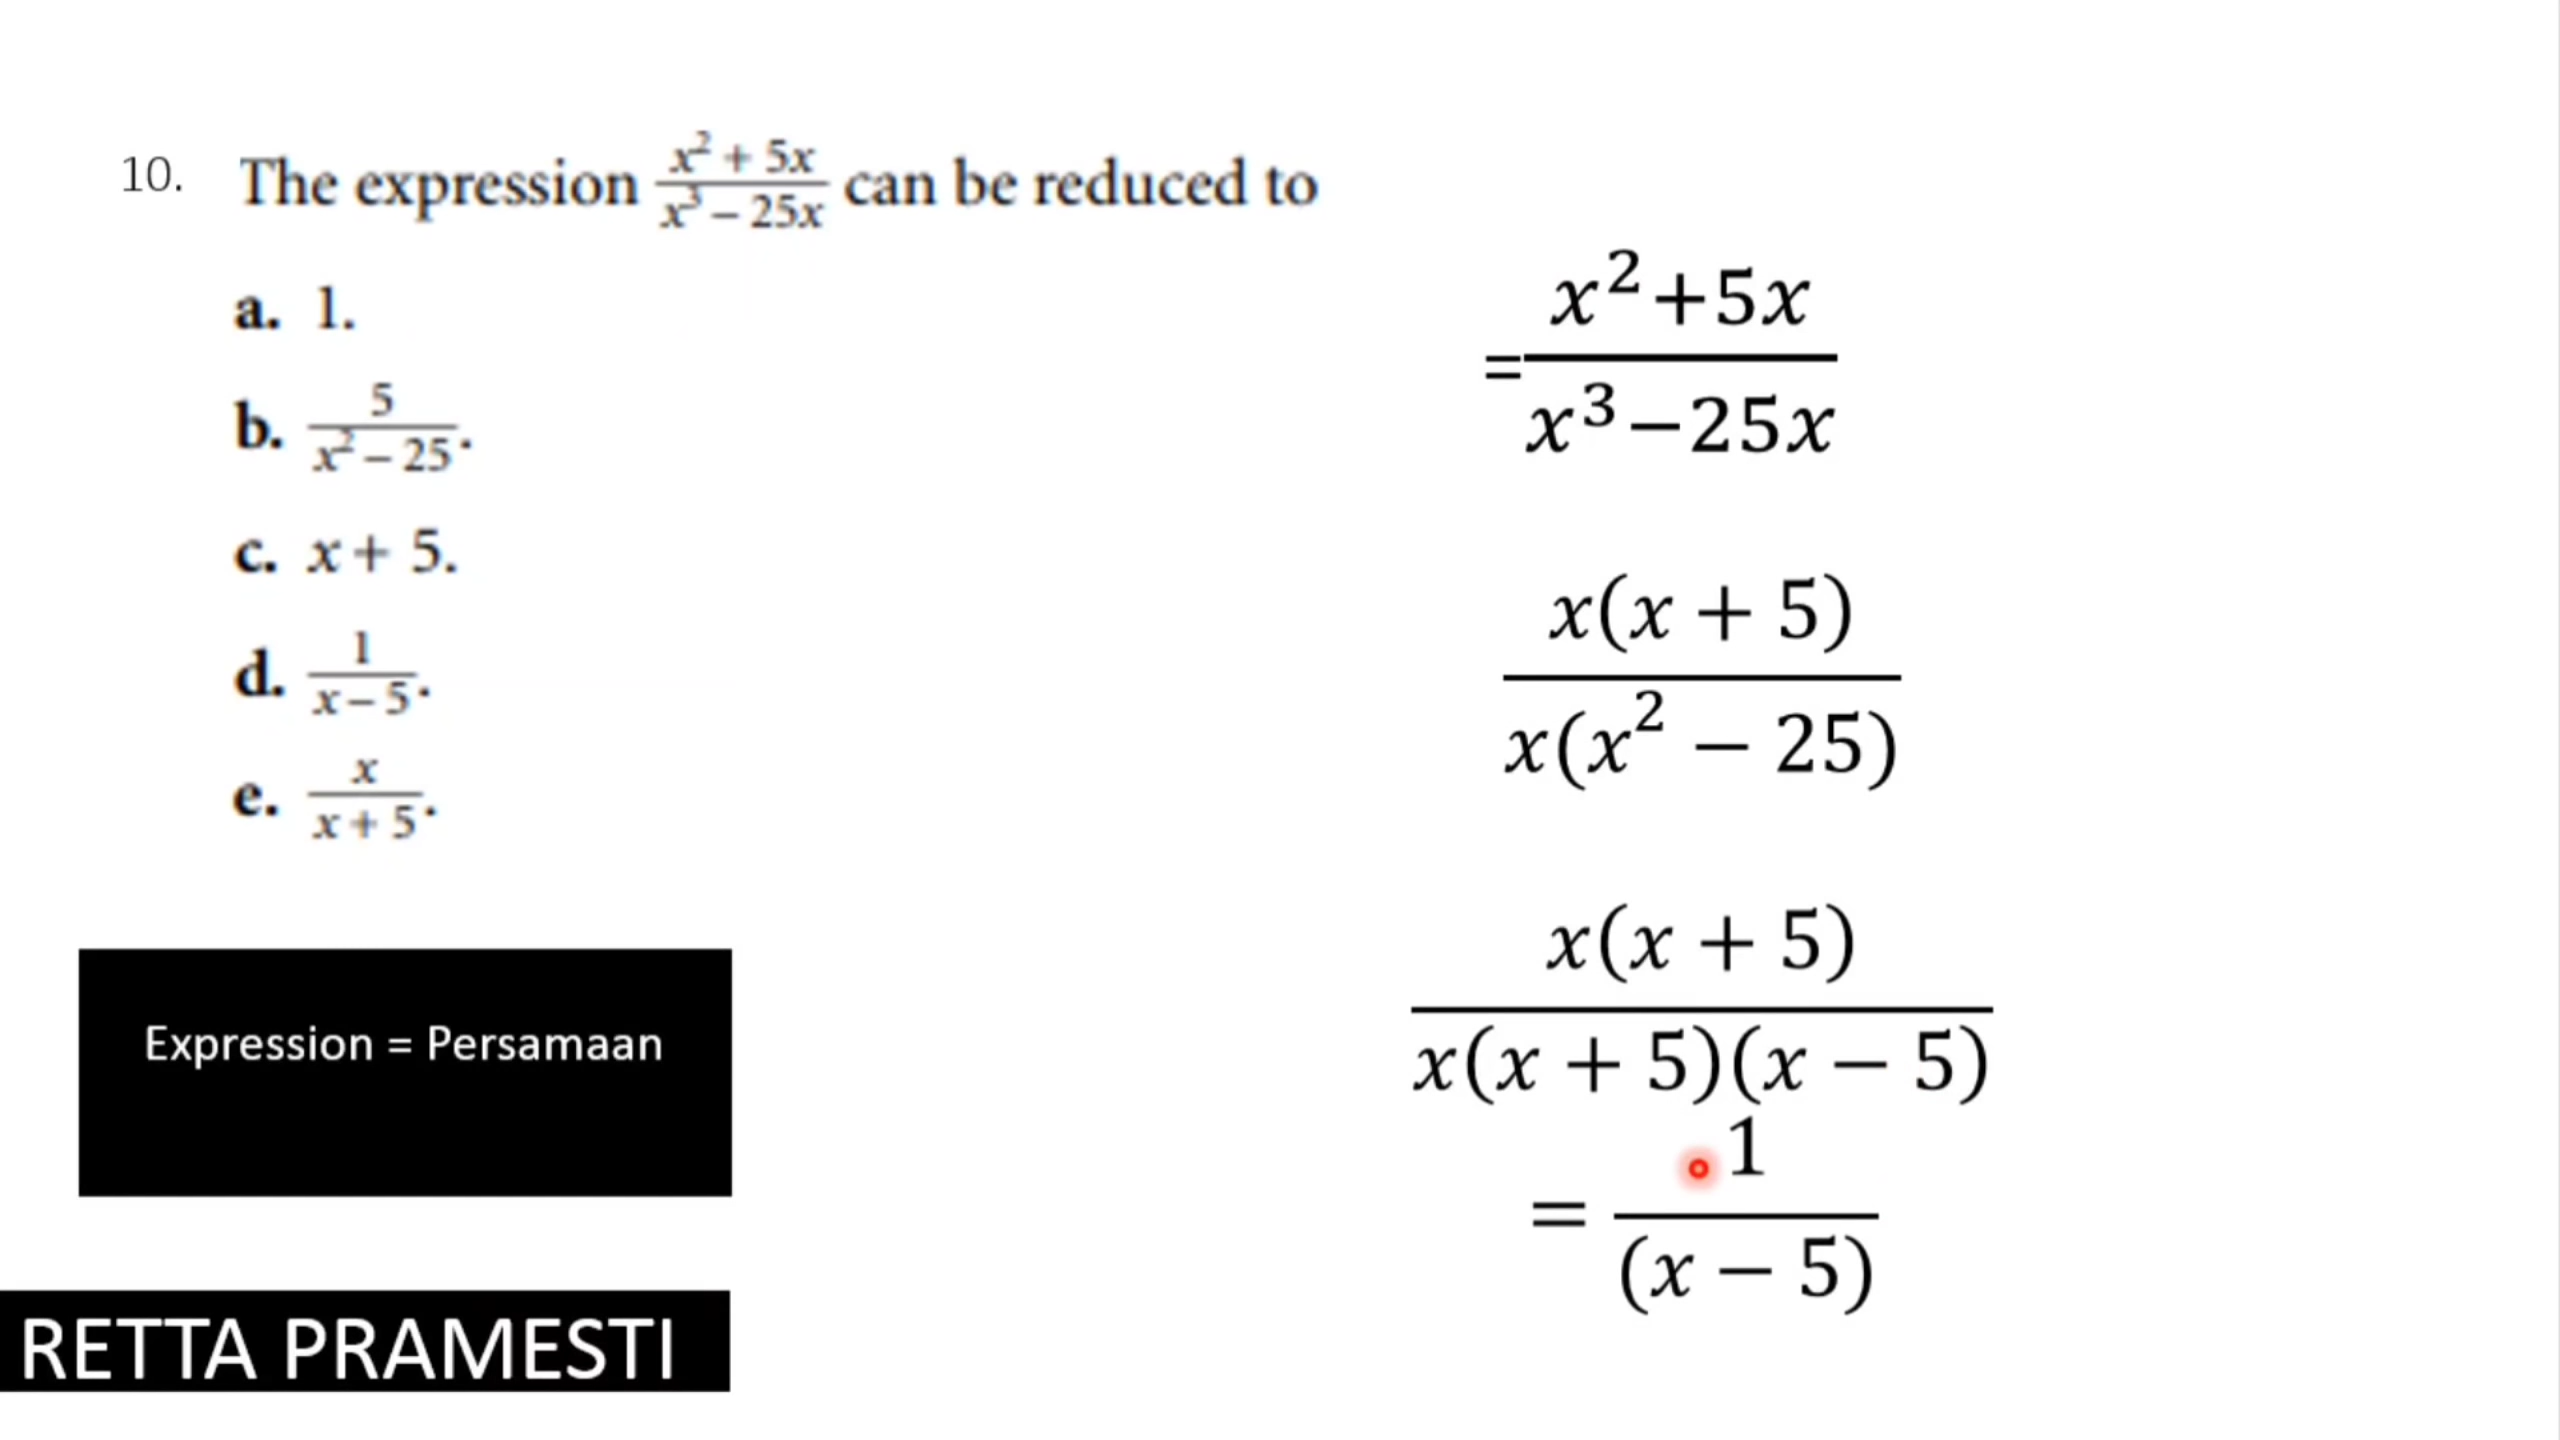 10. The expression x² + 5x / x³ – 25x can be reduced to
a. 1.
b. 5 / x² – 25.
c. x + 5.
d. 1 / x – 5.
e. x / x + 5.
= x²+5x / x³−25x
x(x + 5) / x(x² − 25)
x(x + 5) / x(x + 5)(x − 5)
= 1 / (x − 5)
Expression = Persamaan
RETTA PRAMESTI